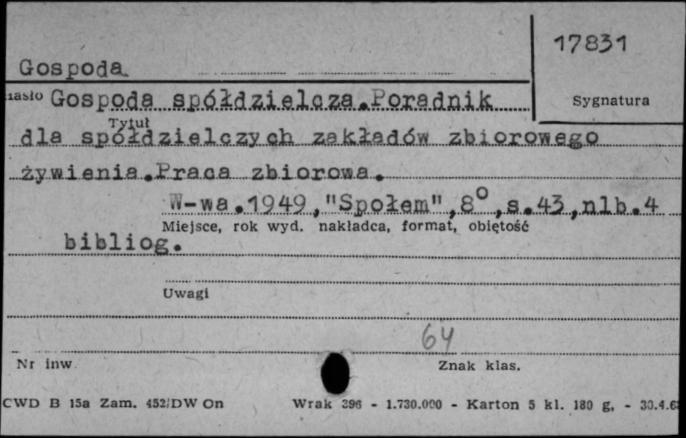 17831
Gospoda
hasło Gospoda spółdzielcza.Poradnik
Sygnatura
Tytuł
dla spółdzielczych zakładów zbiorowego
żywienia.Praca zbiorowa.
W-wa.1949,"Społem",8°,s.43,nlb.4
Miejsce, rok wyd. nakładca, format, objętość
bibliog.
Uwagi
64
Nr inw
Znak klas.
CWD B 15a Zam. 452/DW On Wrak 396 - 1.730.000 - Karton 5 kl. 180 g, - 30.4.6